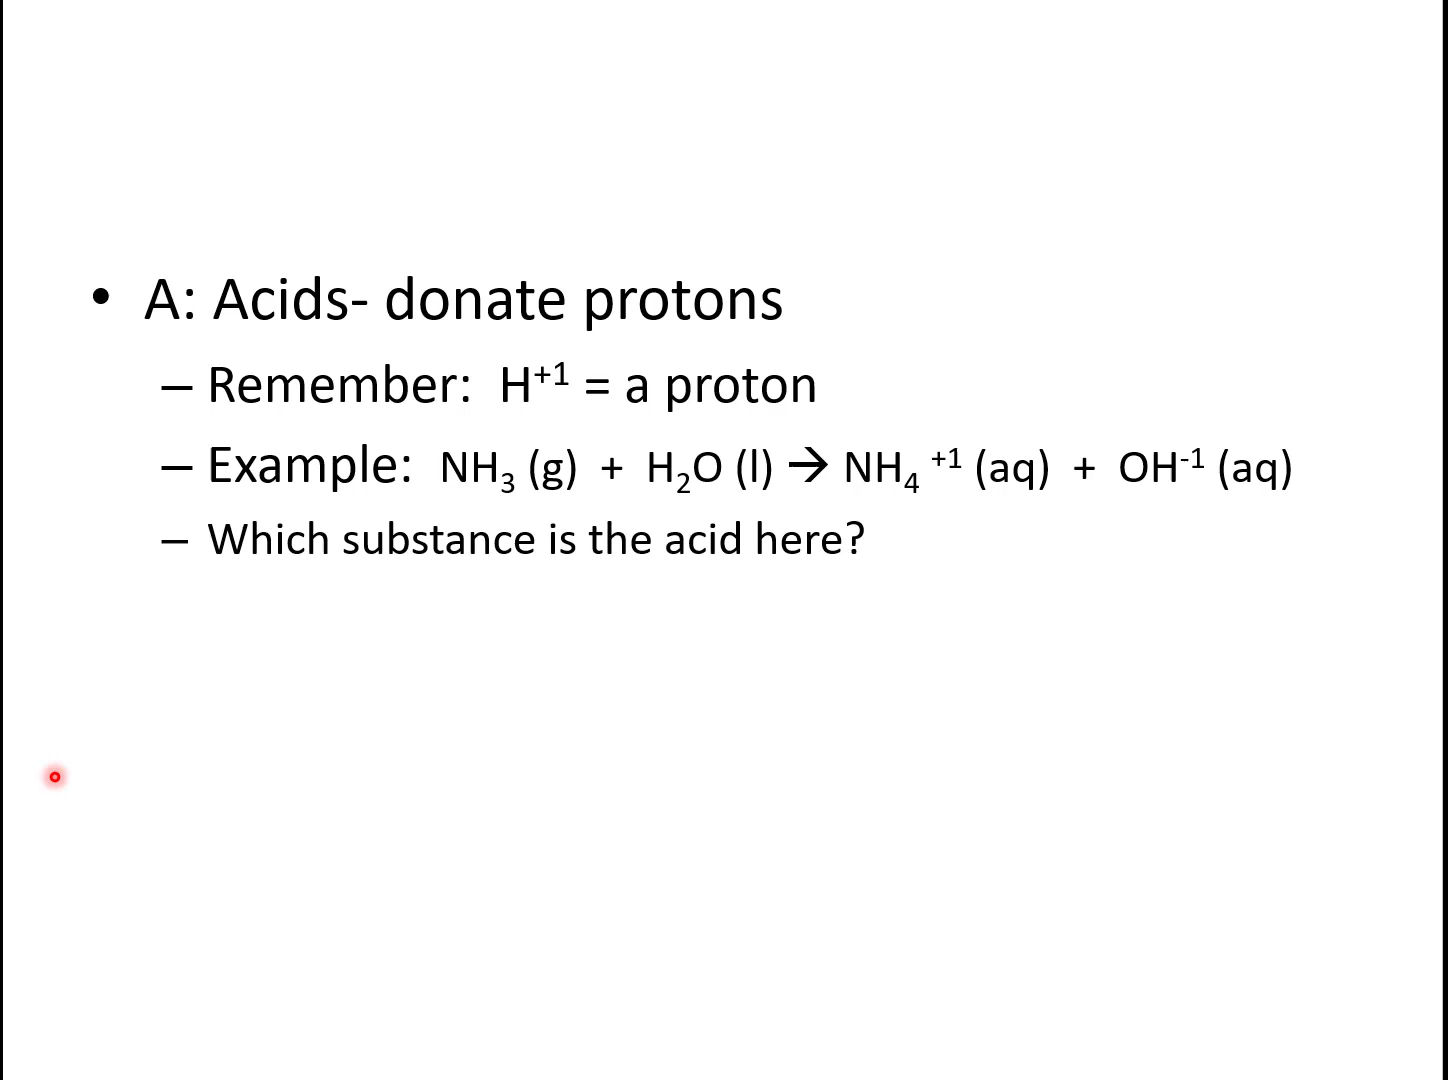 • A: Acids- donate protons
– Remember: H⁺¹ = a proton
– Example: NH₃ (g) + H₂O (l) → NH₄ ⁺¹ (aq) + OH⁻¹ (aq)
– Which substance is the acid here?